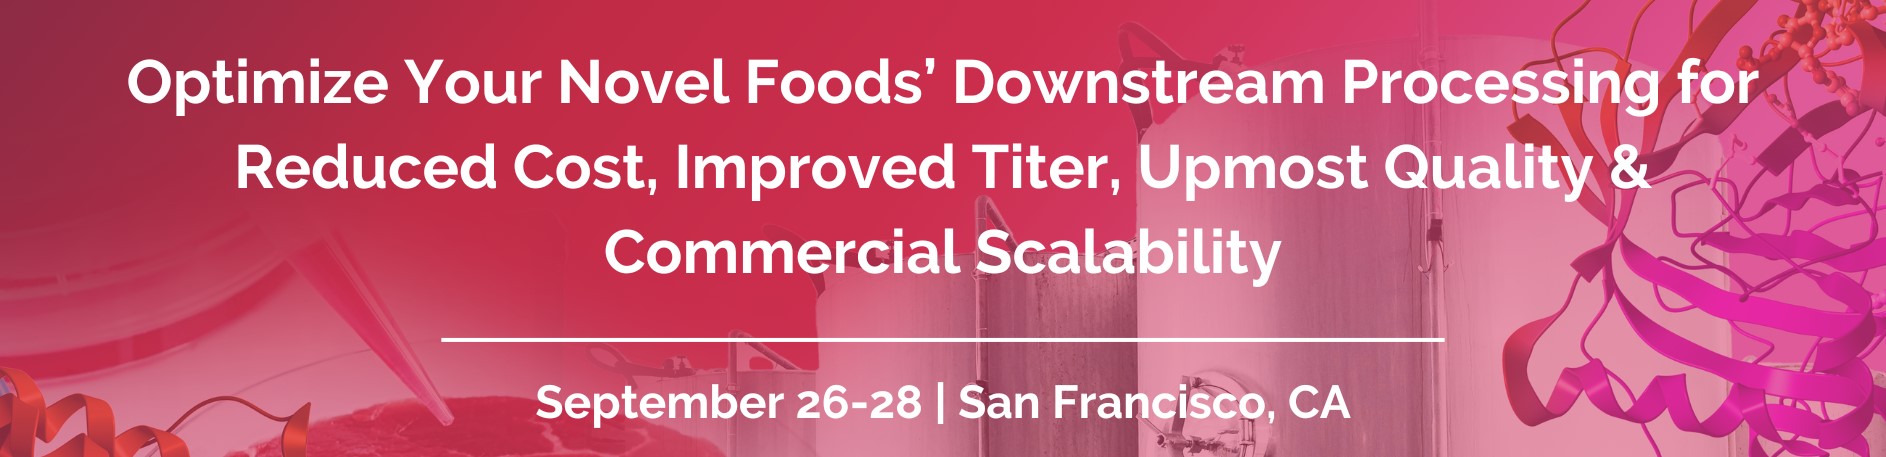 Optimize Your Novel Foods’ Downstream Processing for
Reduced Cost, Improved Titer, Upmost Quality &
Commercial Scalability
September 26-28 | San Francisco, CA